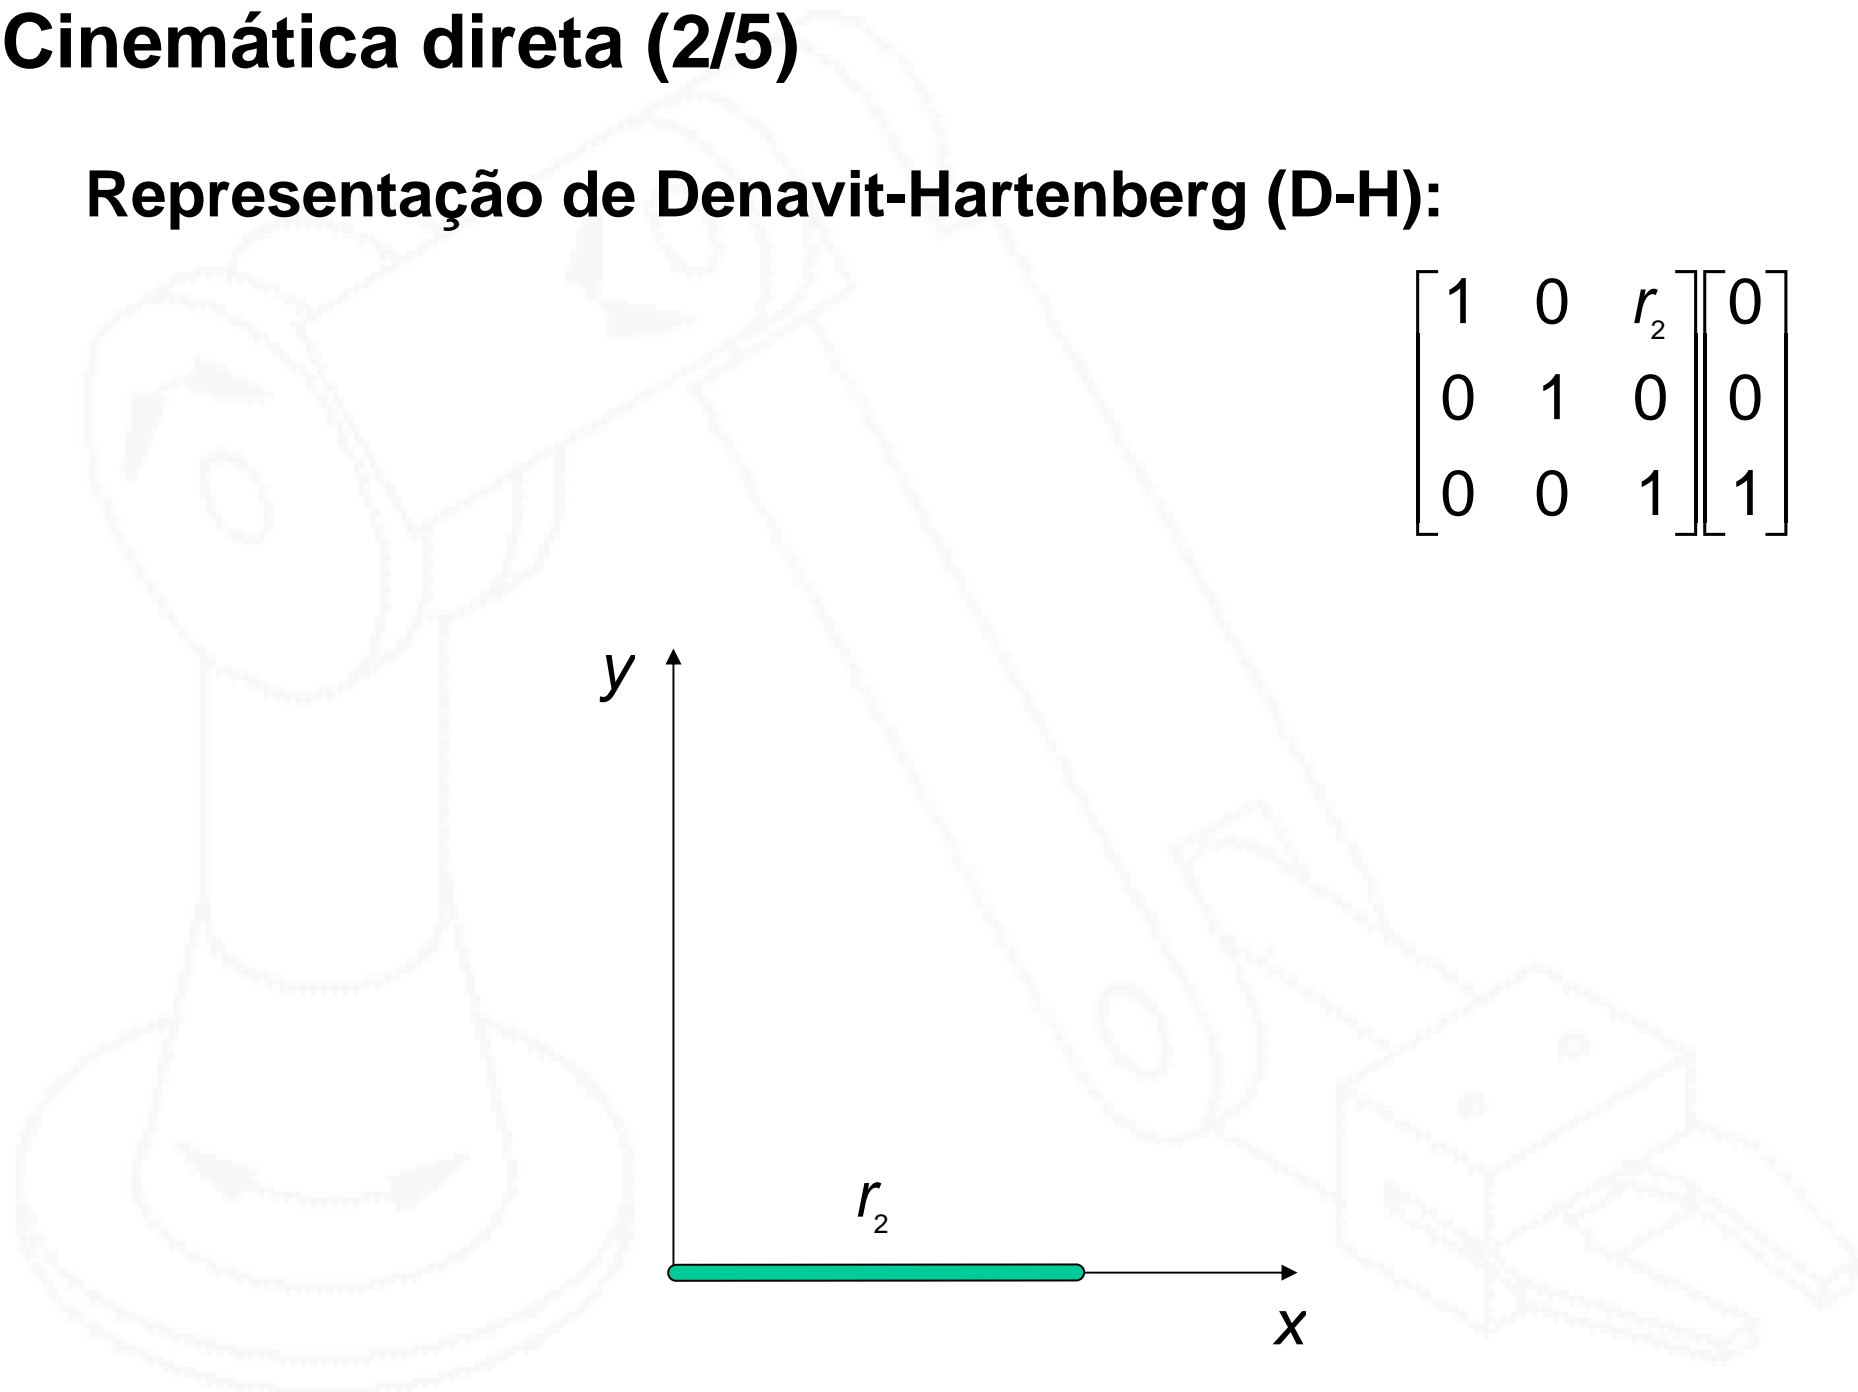 Cinemática direta (2/5)
Representação de Denavit-Hartenberg (D-H):
1 0 r₂ 0
0 1 0 0
0 0 1 1
y
r₂
x